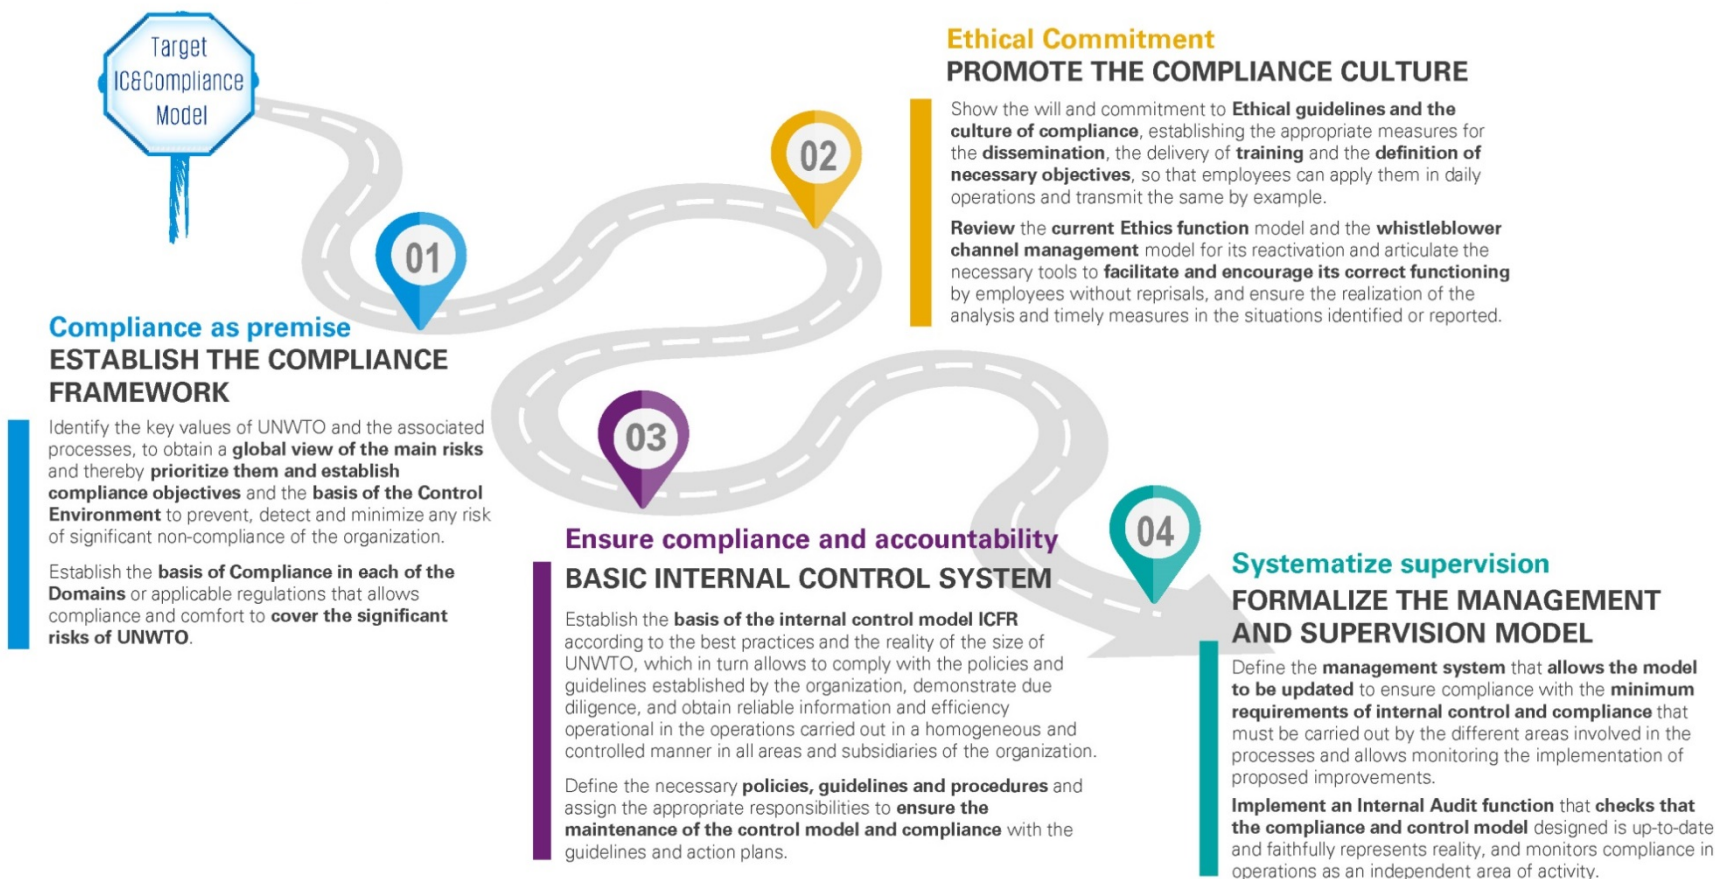 Target
IC&Compliance
Model
01
Compliance as premise
ESTABLISH THE COMPLIANCE
FRAMEWORK
Identify the key values of UNWTO and the associated
processes, to obtain a global view of the main risks
and thereby prioritize them and establish
compliance objectives and the basis of the Control
Environment to prevent, detect and minimize any risk
of significant non-compliance of the organization.
Establish the basis of Compliance in each of the
Domains or applicable regulations that allows
compliance and comfort to cover the significant
risks of UNWTO.
02
Ethical Commitment
PROMOTE THE COMPLIANCE CULTURE
Show the will and commitment to Ethical guidelines and the
culture of compliance, establishing the appropriate measures for
the dissemination, the delivery of training and the definition of
necessary objectives, so that employees can apply them in daily
operations and transmit the same by example.
Review the current Ethics function model and the whistleblower
channel management model for its reactivation and articulate the
necessary tools to facilitate and encourage its correct functioning
by employees without reprisals, and ensure the realization of the
analysis and timely measures in the situations identified or reported.
03
Ensure compliance and accountability
BASIC INTERNAL CONTROL SYSTEM
Establish the basis of the internal control model ICFR
according to the best practices and the reality of the size of
UNWTO, which in turn allows to comply with the policies and
guidelines established by the organization, demonstrate due
diligence, and obtain reliable information and efficiency
operational in the operations carried out in a homogeneous and
controlled manner in all areas and subsidiaries of the organization.
Define the necessary policies, guidelines and procedures and
assign the appropriate responsibilities to ensure the
maintenance of the control model and compliance with the
guidelines and action plans.
04
Systematize supervision
FORMALIZE THE MANAGEMENT
AND SUPERVISION MODEL
Define the management system that allows the model
to be updated to ensure compliance with the minimum
requirements of internal control and compliance that
must be carried out by the different areas involved in the
processes and allows monitoring the implementation of
proposed improvements.
Implement an Internal Audit function that checks that
the compliance and control model designed is up-to-date
and faithfully represents reality, and monitors compliance in
operations as an independent area of activity.